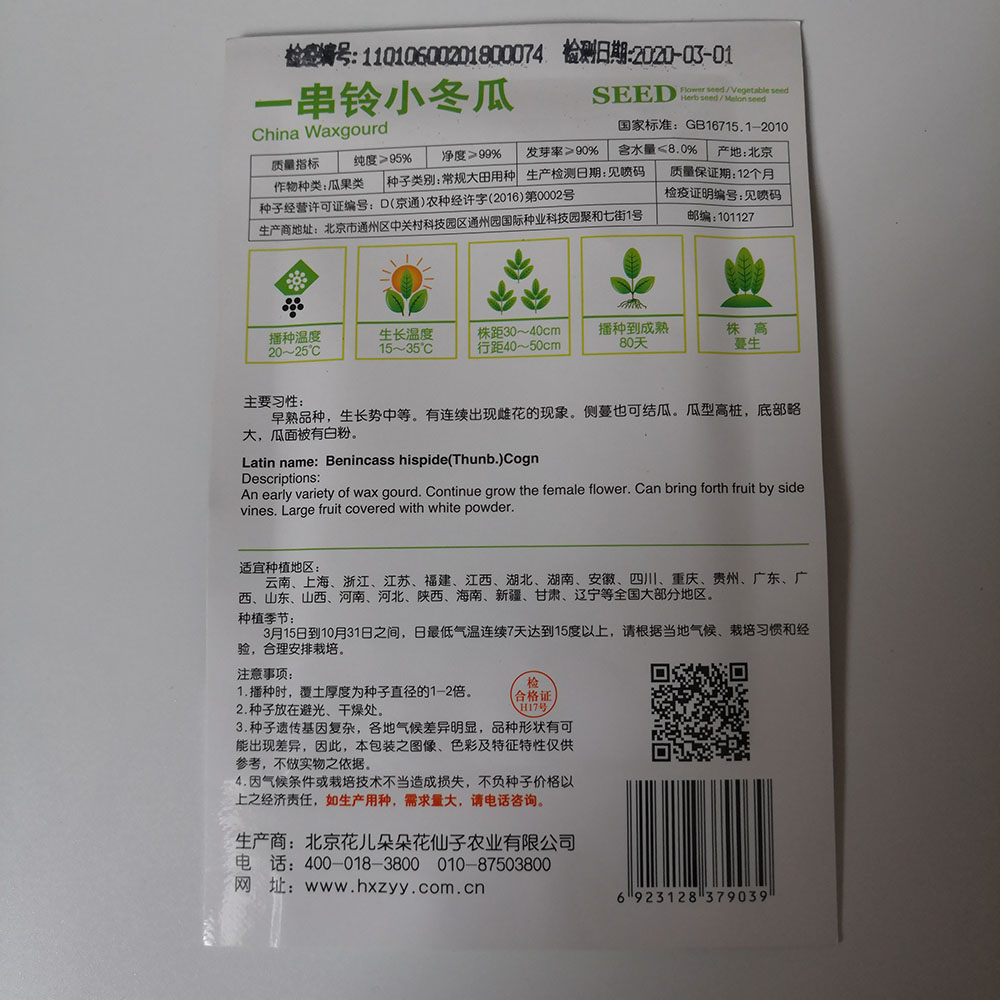 检疫编号:11010600201800074 检测日期:2020-03-01
一串铃小冬瓜
China Waxgourd
SEED Flower seed / Vegetable seed
Herb seed / Melon seed
国家标准：GB16715.1-2010
质量指标 纯度≥95% 净度≥99% 发芽率≥90% 含水量≤8.0% 产地:北京
作物种类:瓜果类 种子类别:常规大田用种 生产检测日期:见喷码 质量保证期:12个月
种子经营许可证编号：D(京通)农种经许字(2016)第0002号 检疫证明编号:见喷码
生产商地址：北京市通州区中关村科技园区通州园国际种业科技园聚和七街1号 邮编:101127
播种温度
20～25℃
生长温度
15～35℃
株距30～40cm
行距40～50cm
播种到成熟
80天
株 高
蔓生
主要习性：
早熟品种，生长势中等。有连续出现雌花的现象。侧蔓也可结瓜。瓜型高桩，底部略
大，瓜面被有白粉。
Latin name: Benincass hispide(Thunb.)Cogn
Descriptions:
An early variety of wax gourd. Continue grow the female flower. Can bring forth fruit by side
vines. Large fruit covered with white powder.
适宜种植地区：
云南、上海、浙江、江苏、福建、江西、湖北、湖南、安徽、四川、重庆、贵州、广东、广
西、山东、山西、河南、河北、陕西、海南、新疆、甘肃、辽宁等全国大部分地区。
种植季节：
3月15日到10月31日之间，日最低气温连续7天达到15度以上，请根据当地气候、栽培习惯和经
验，合理安排栽培。
注意事项：
1.播种时，覆土厚度为种子直径的1-2倍。
2.种子放在避光、干燥处。
3.种子遗传基因复杂，各地气候差异明显，品种形状有可
能出现差异，因此，本包装之图像、色彩及特征特性仅供
参考，不做实物之依据。
4.因气候条件或栽培技术不当造成损失，不负种子价格以
上之经济责任，如生产用种，需求量大，请电话咨询。
检
合格证
H17号
生产商：北京花儿朵朵花仙子农业有限公司
电 话：400-018-3800 010-87503800
网 址：www.hxzyy.com.cn
6 923128 379039